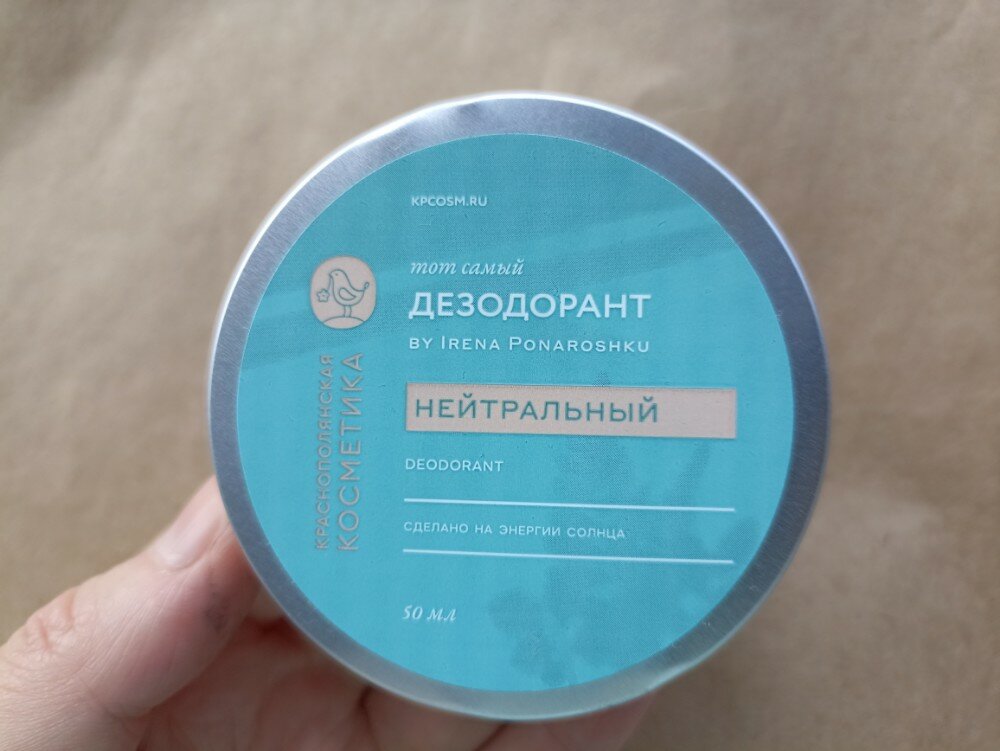 KPCOSM.RU
тот самый
ДЕЗОДОРАНТ
BY IRENA PONAROSHKU
НЕЙТРАЛЬНЫЙ
DEODORANT
СДЕЛАНО НА ЭНЕРГИИ СОЛНЦА
50 мл
КРАСНОПОЛЯНСКАЯ
КОСМЕТИКА